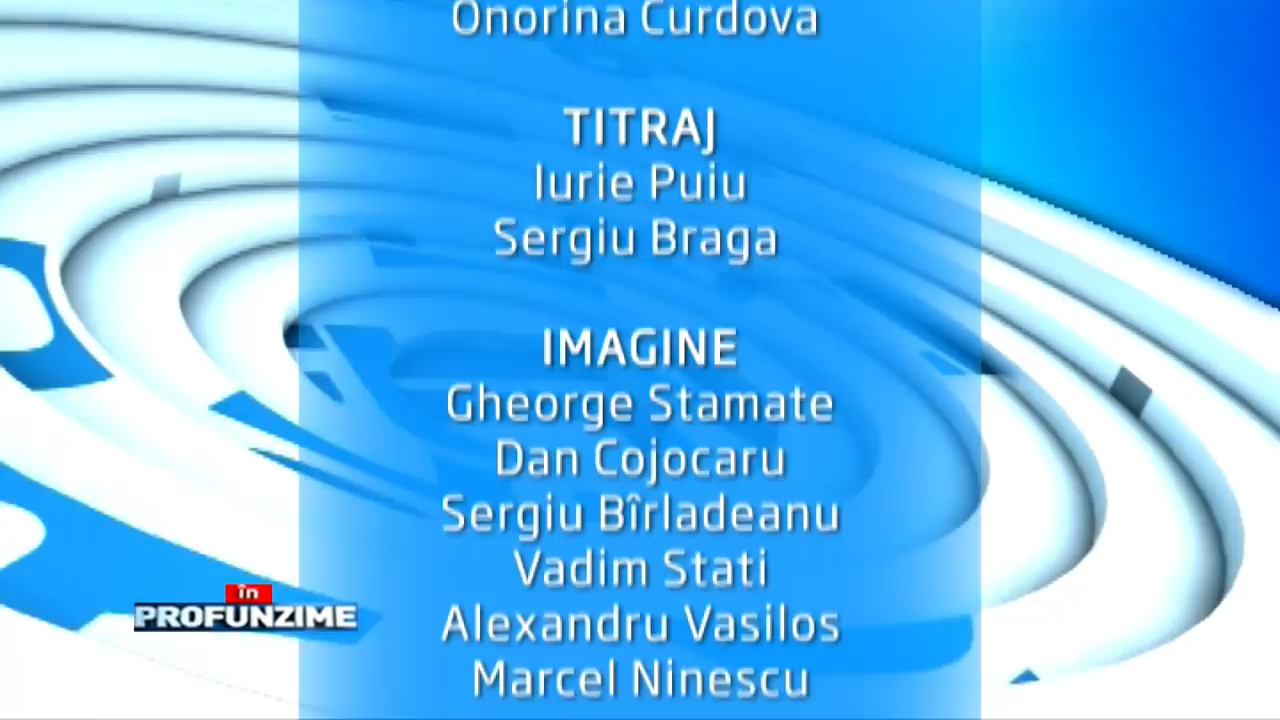 Onorina Curdova
TITRAJ
Iurie Puiu
Sergiu Braga
IMAGINE
Gheorge Stamate
Dan Cojocaru
Sergiu Bîrladeanu
Vadim Stati
Alexandru Vasilos
Marcel Ninescu
în
PROFUNZIME